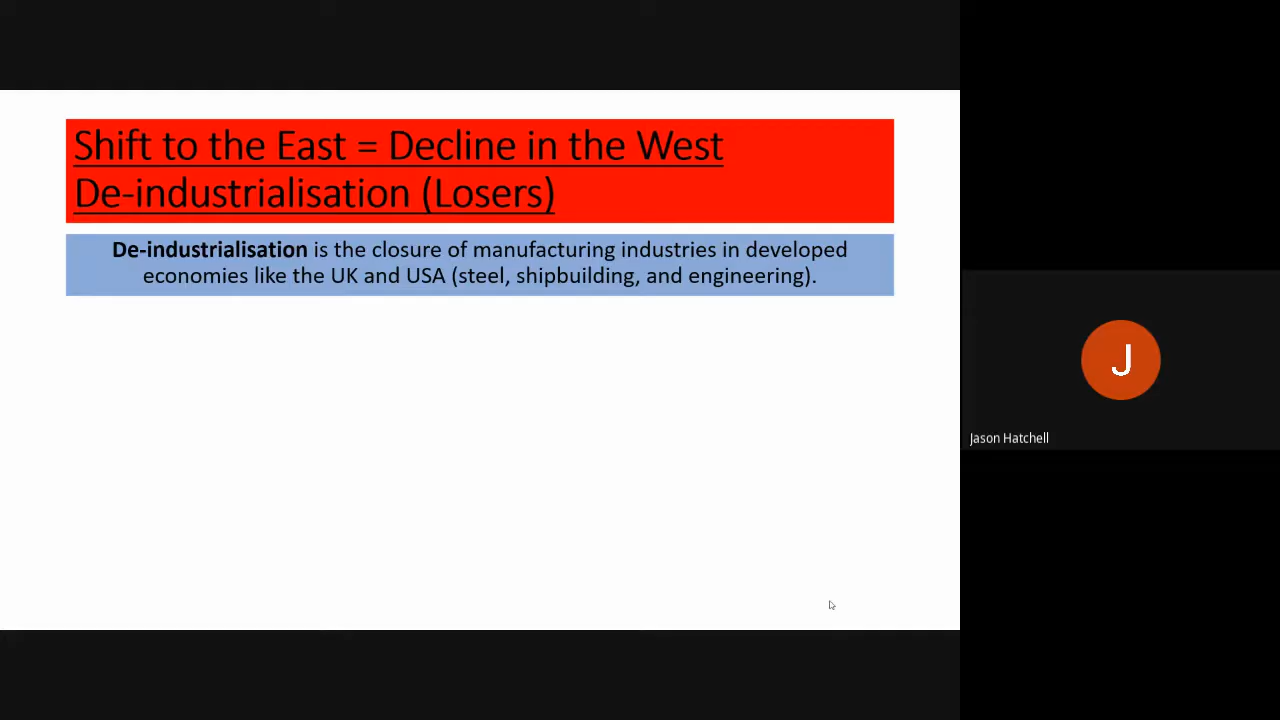 Shift to the East = Decline in the West
De-industrialisation (Losers)
De-industrialisation is the closure of manufacturing industries in developed
economies like the UK and USA (steel, shipbuilding, and engineering).
J
Jason Hatchell